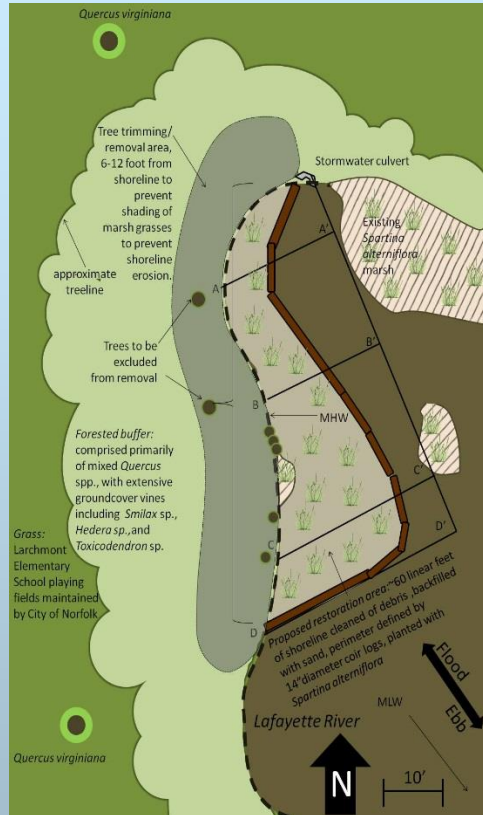 Quercus virginiana
Tree trimming/
removal area,
6-12 foot from
shoreline to
prevent
shading of
marsh grasses
to prevent
shoreline
erosion.
Stormwater culvert
Existing
Spartina
alterniflora
marsh
approximate
treeline
A'
A
Trees to be
excluded
from removal
B'
B
MHW
Forested buffer:
comprised primarily
of mixed Quercus
spp., with extensive
groundcover vines
including Smilax sp.,
Hedera sp.,and
Toxicodendron sp.
C'
C
Grass:
Larchmont
Elementary
School playing
fields maintained
by City of Norfolk
D'
D
Proposed restoration area:~60 linear feet
of shoreline cleaned of debris ,backfilled
with sand, perimeter defined by
14"diameter coir logs, planted with
Spartina alterniflora
Flood
Ebb
Lafayette River
MLW
Quercus virginiana
N
10'